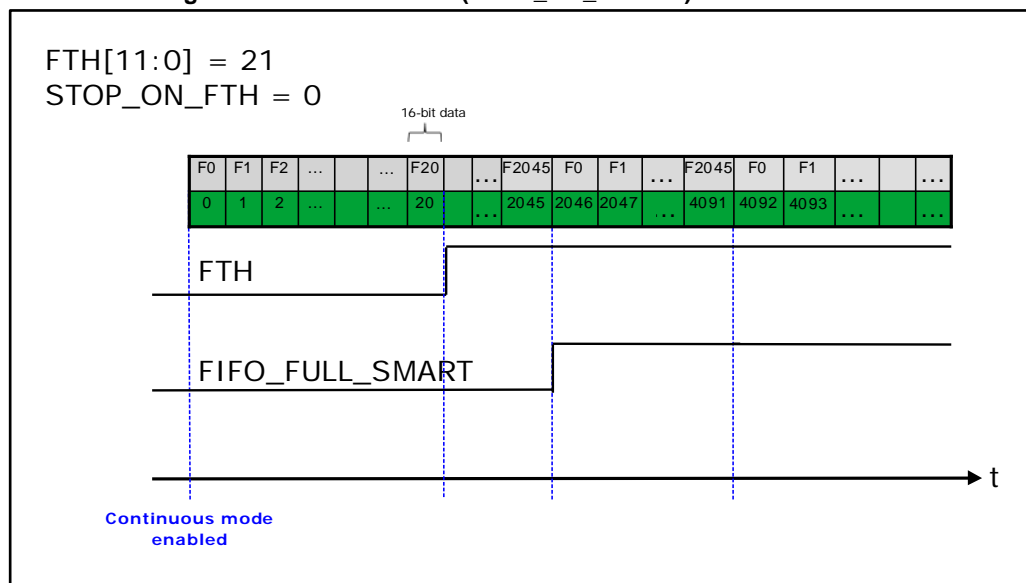 FTH[11:0] = 21
STOP_ON_FTH = 0
16-bit data
F0 F1 F2 ... ... F20 ... F2045 F0 F1 ... F2045 F0 F1 ... ...
0 1 2 ... ... 20 ... 2045 2046 2047 ... 4091 4092 4093 ... ...
FTH
FIFO_FULL_SMART
t
Continuous mode
enabled